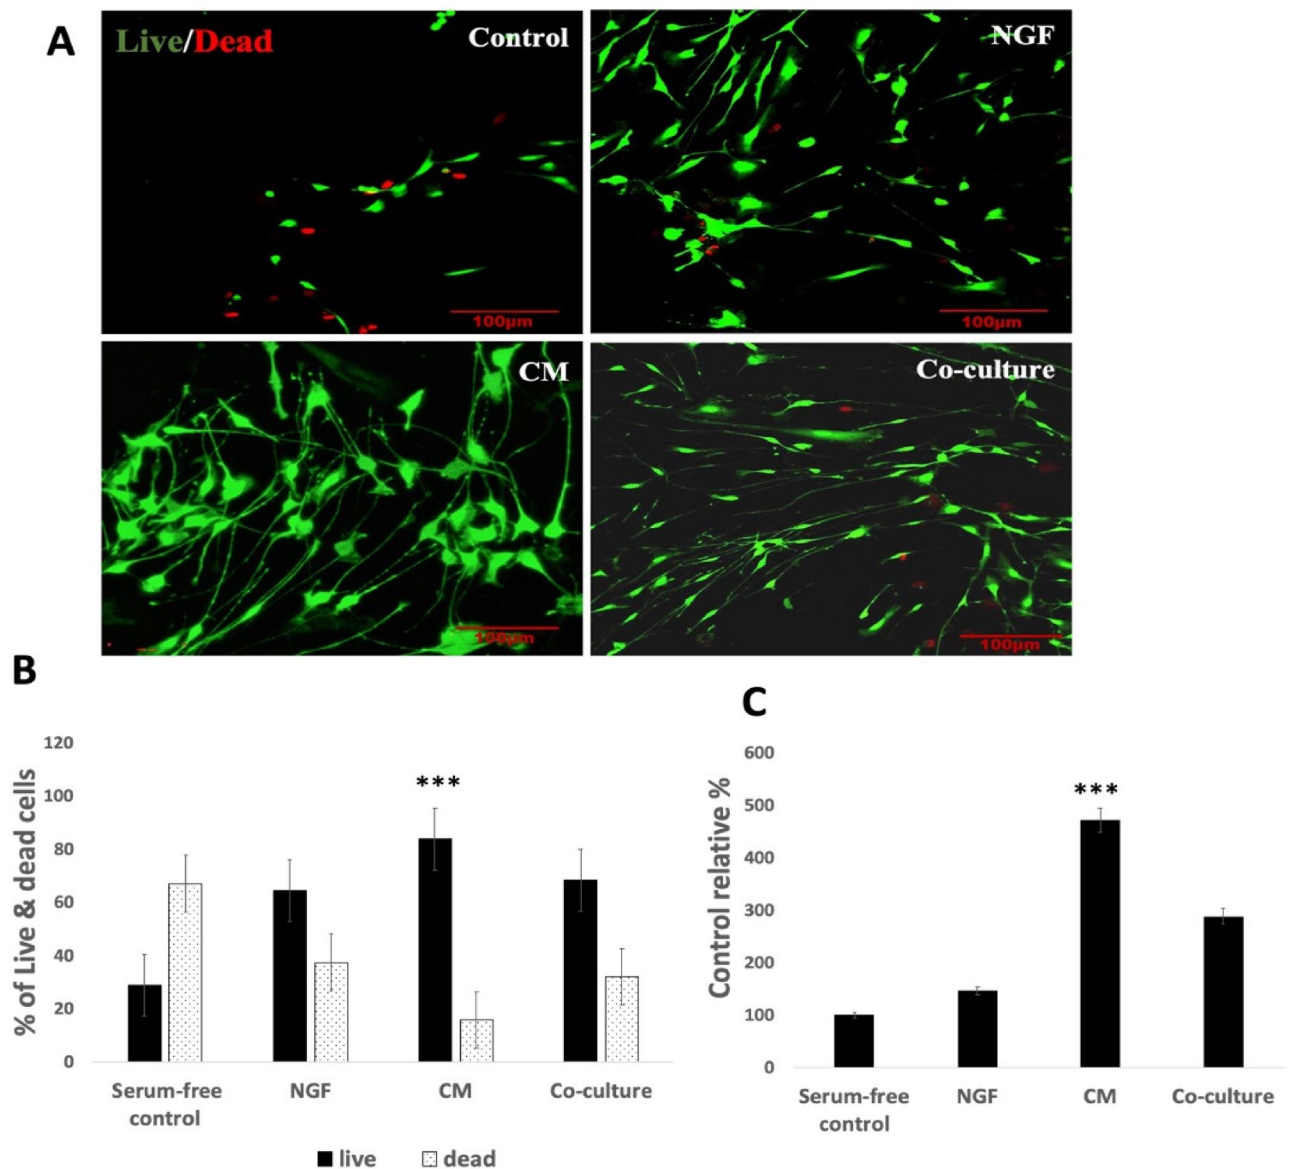 A
Live/Dead
Control
100µm
NGF
100µm
CM
100µm
Co-culture
100µm
B
% of Live & dead cells
120
100
80
60
40
20
0
***
Serum-free
control
NGF
CM
Co-culture
live
dead
C
Control relative %
600
500
400
300
200
100
0
***
Serum-free
control
NGF
CM
Co-culture